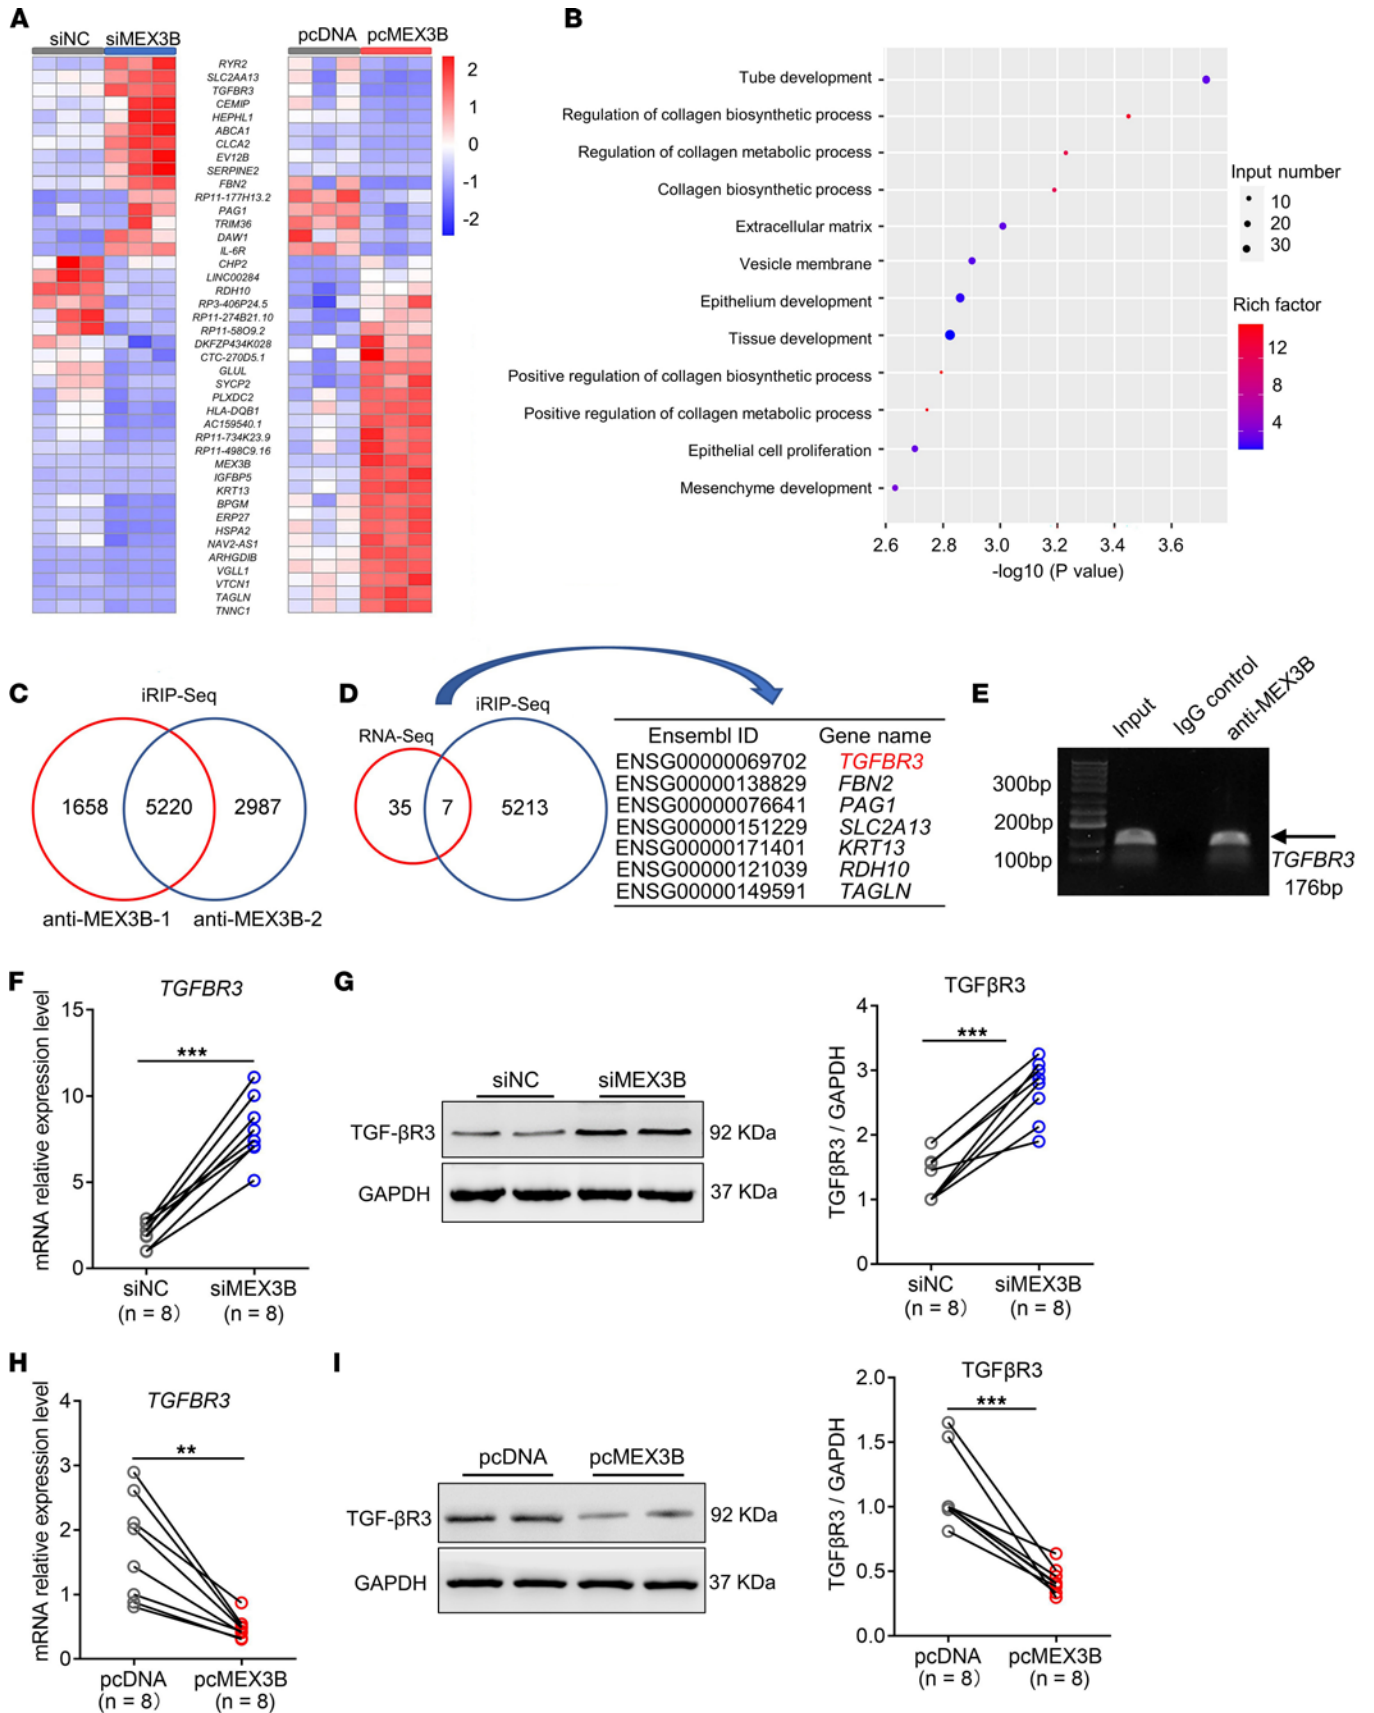 A
siNC siMEX3B
pcDNA pcMEX3B
RYR2
SLC2AA13
TGFBR3
CEMIP
HEPHL1
ABCA1
CLCA2
EV12B
SERPINE2
FBN2
RP11-177H13.2
PAG1
TRIM36
DAW1
IL-6R
CHP2
LINC00284
RDH10
RP3-406P24.5
RP11-274B21.10
RP11-58O9.2
DKFZP434K028
CTC-270D5.1
GLUL
SYCP2
PLXDC2
HLA-DQB1
AC159540.1
RP11-734K23.9
RP11-498C9.16
MEX3B
IGFBP5
KRT13
BPGM
ERP27
HSPA2
NAV2-AS1
ARHGDIB
VGLL1
VTCN1
TAGLN
TNNC1
2
1
0
-1
-2
B
Tube development
Regulation of collagen biosynthetic process
Regulation of collagen metabolic process
Collagen biosynthetic process
Extracellular matrix
Vesicle membrane
Epithelium development
Tissue development
Positive regulation of collagen biosynthetic process
Positive regulation of collagen metabolic process
Epithelial cell proliferation
Mesenchyme development
2.6 2.8 3.0 3.2 3.4 3.6
-log10 (P value)
Input number
10
20
30
Rich factor
12
8
4
C
iRIP-Seq
1658 5220 2987
anti-MEX3B-1 anti-MEX3B-2
D
RNA-Seq
iRIP-Seq
35 7 5213
Ensembl ID Gene name
ENSG00000069702 TGFBR3
ENSG00000138829 FBN2
ENSG00000076641 PAG1
ENSG00000151229 SLC2A13
ENSG00000171401 KRT13
ENSG00000121039 RDH10
ENSG00000149591 TAGLN
E
Input IgG control anti-MEX3B
300bp
200bp
100bp
TGFBR3
176bp
F
TGFBR3
mRNA relative expression level
15
10
5
0
***
siNC siMEX3B
(n = 8) (n = 8)
G
siNC siMEX3B
TGF-βR3 92 KDa
GAPDH 37 KDa
TGFβR3
TGFβR3 / GAPDH
4
3
2
1
0
***
siNC siMEX3B
(n = 8) (n = 8)
H
TGFBR3
mRNA relative expression level
4
3
2
1
0
**
pcDNA pcMEX3B
(n = 8) (n = 8)
I
pcDNA pcMEX3B
TGF-βR3 92 KDa
GAPDH 37 KDa
TGFβR3
TGFβR3 / GAPDH
2.0
1.5
1.0
0.5
0.0
***
pcDNA pcMEX3B
(n = 8) (n = 8)